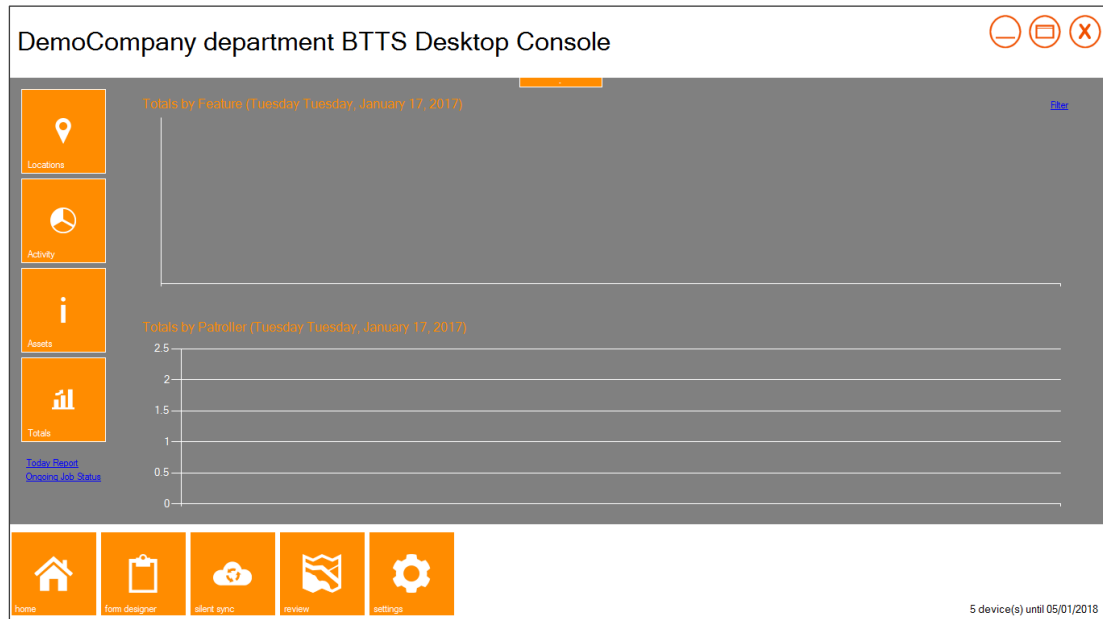 DemoCompany department BTTS Desktop Console
Totals by Feature (Tuesday Tuesday, January 17, 2017)
Filter
Locations
Activity
Assets
Totals
Today Report
Ongoing Job Status
Totals by Patroller (Tuesday Tuesday, January 17, 2017)
2.5
2
1.5
1
0.5
0
home
form designer
silent sync
review
settings
5 device(s) until 05/01/2018